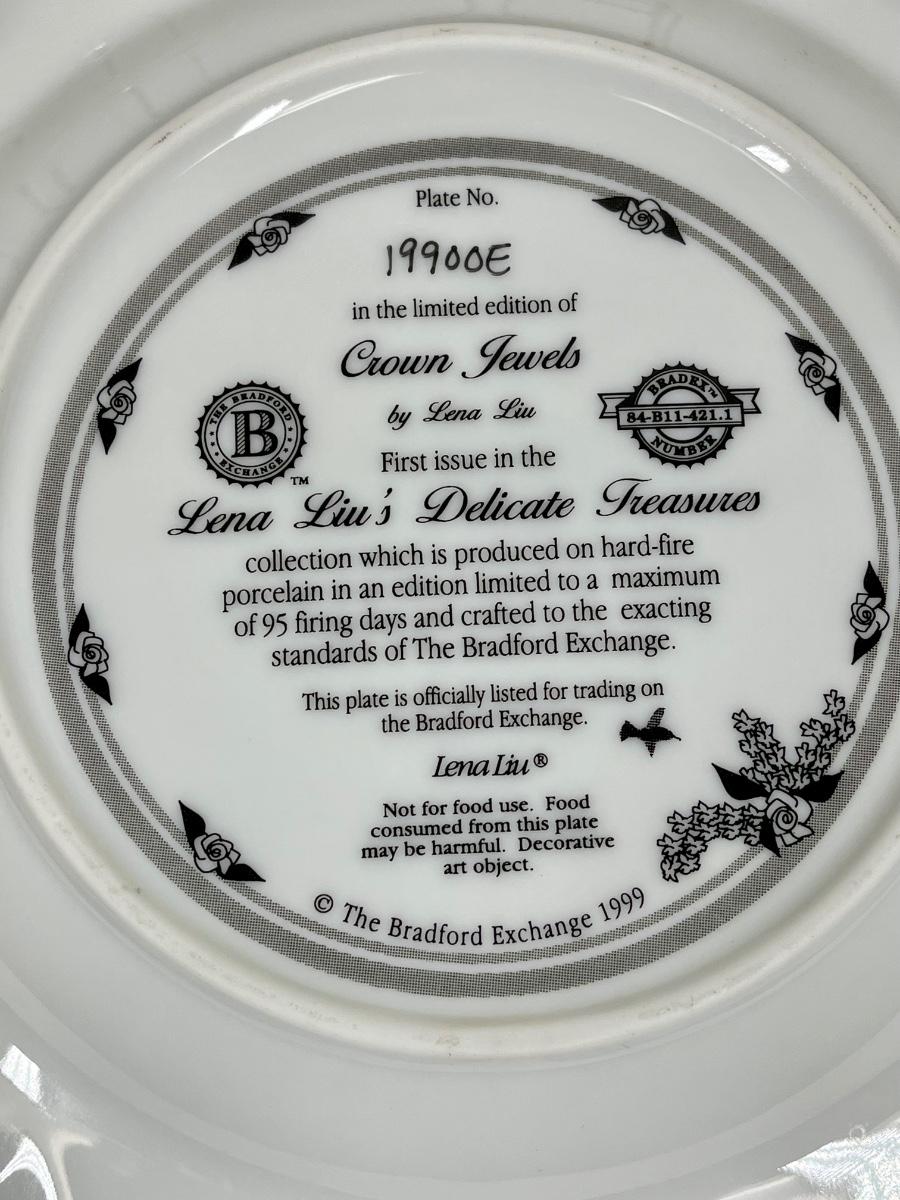 Plate No.
19900E
in the limited edition of
Crown Jewels
by Lena Liu
THE BRADFORD
B
EXCHANGE
TM
BRADEX™
84-B11-421.1
NUMBER
First issue in the
Lena Liu's Delicate Treasures
collection which is produced on hard-fire
porcelain in an edition limited to a maximum
of 95 firing days and crafted to the exacting
standards of The Bradford Exchange.
This plate is officially listed for trading on
the Bradford Exchange.
Lena Liu®
Not for food use. Food
consumed from this plate
may be harmful. Decorative
art object.
© The Bradford Exchange 1999